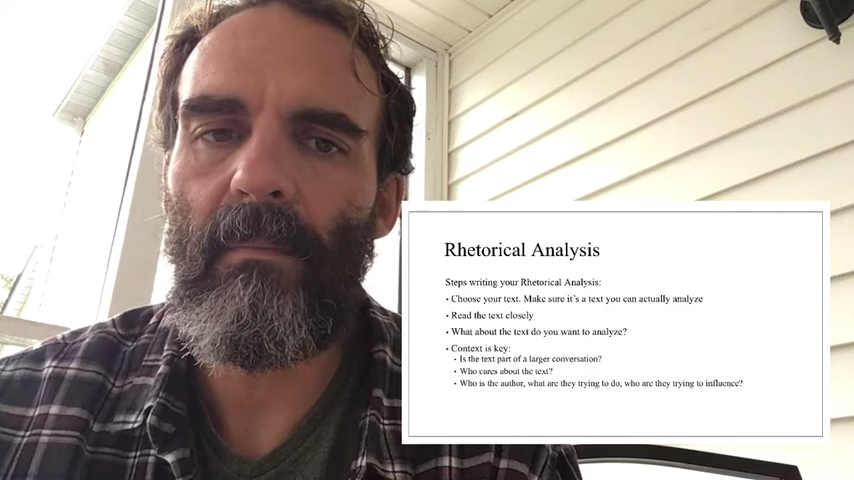 Rhetorical Analysis
Steps writing your Rhetorical Analysis:
• Choose your text. Make sure it's a text you can actually analyze
• Read the text closely
• What about the text do you want to analyze?
• Context is key:
• Is the text part of a larger conversation?
• Who cares about the text?
• Who is the author, what are they trying to do, who are they trying to influence?